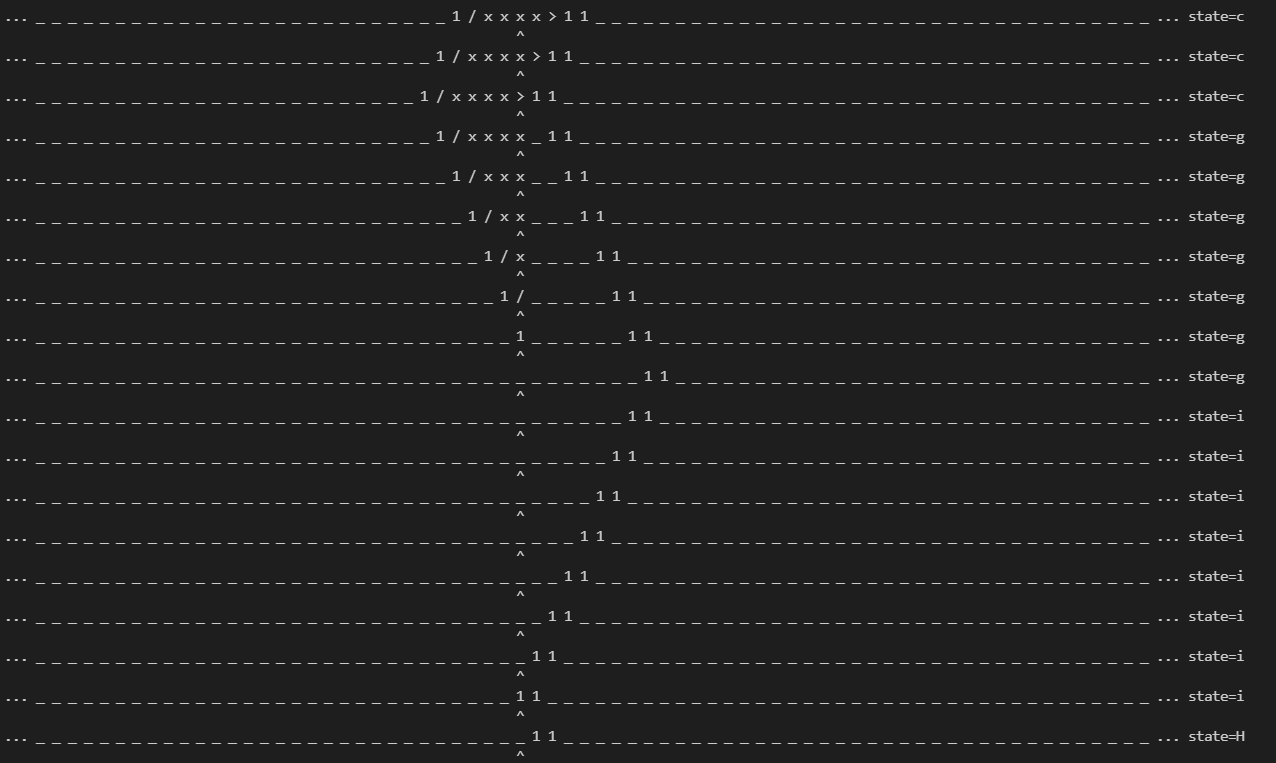 ... _ _ _ _ _ _ _ _ _ _ _ _ _ _ _ _ _ _ _ _ _ _ _ _ _ _ 1 / x x x x > 1 1 _ _ _ _ _ _ _ _ _ _ _ _ _ _ _ _ _ _ _ _ _ _ _ _ _ _ _ _ _ _ _ _ _ _ _ ... state=c
^
... _ _ _ _ _ _ _ _ _ _ _ _ _ _ _ _ _ _ _ _ _ _ _ _ _ 1 / x x x x > 1 1 _ _ _ _ _ _ _ _ _ _ _ _ _ _ _ _ _ _ _ _ _ _ _ _ _ _ _ _ _ _ _ _ _ _ _ _ ... state=c
^
... _ _ _ _ _ _ _ _ _ _ _ _ _ _ _ _ _ _ _ _ _ _ _ _ 1 / x x x x > 1 1 _ _ _ _ _ _ _ _ _ _ _ _ _ _ _ _ _ _ _ _ _ _ _ _ _ _ _ _ _ _ _ _ _ _ _ _ _ ... state=c
^
... _ _ _ _ _ _ _ _ _ _ _ _ _ _ _ _ _ _ _ _ _ _ _ _ _ 1 / x x x x _ 1 1 _ _ _ _ _ _ _ _ _ _ _ _ _ _ _ _ _ _ _ _ _ _ _ _ _ _ _ _ _ _ _ _ _ _ _ _ ... state=g
^
... _ _ _ _ _ _ _ _ _ _ _ _ _ _ _ _ _ _ _ _ _ _ _ _ _ _ 1 / x x x _ _ 1 1 _ _ _ _ _ _ _ _ _ _ _ _ _ _ _ _ _ _ _ _ _ _ _ _ _ _ _ _ _ _ _ _ _ _ _ ... state=g
^
... _ _ _ _ _ _ _ _ _ _ _ _ _ _ _ _ _ _ _ _ _ _ _ _ _ _ _ 1 / x x _ _ _ 1 1 _ _ _ _ _ _ _ _ _ _ _ _ _ _ _ _ _ _ _ _ _ _ _ _ _ _ _ _ _ _ _ _ _ _ ... state=g
^
... _ _ _ _ _ _ _ _ _ _ _ _ _ _ _ _ _ _ _ _ _ _ _ _ _ _ _ _ 1 / x _ _ _ _ 1 1 _ _ _ _ _ _ _ _ _ _ _ _ _ _ _ _ _ _ _ _ _ _ _ _ _ _ _ _ _ _ _ _ _ ... state=g
^
... _ _ _ _ _ _ _ _ _ _ _ _ _ _ _ _ _ _ _ _ _ _ _ _ _ _ _ _ _ 1 / _ _ _ _ _ 1 1 _ _ _ _ _ _ _ _ _ _ _ _ _ _ _ _ _ _ _ _ _ _ _ _ _ _ _ _ _ _ _ _ ... state=g
^
... _ _ _ _ _ _ _ _ _ _ _ _ _ _ _ _ _ _ _ _ _ _ _ _ _ _ _ _ _ _ 1 _ _ _ _ _ _ 1 1 _ _ _ _ _ _ _ _ _ _ _ _ _ _ _ _ _ _ _ _ _ _ _ _ _ _ _ _ _ _ _ ... state=g
^
... _ _ _ _ _ _ _ _ _ _ _ _ _ _ _ _ _ _ _ _ _ _ _ _ _ _ _ _ _ _ _ _ _ _ _ _ _ _ 1 1 _ _ _ _ _ _ _ _ _ _ _ _ _ _ _ _ _ _ _ _ _ _ _ _ _ _ _ _ _ _ ... state=g
^
... _ _ _ _ _ _ _ _ _ _ _ _ _ _ _ _ _ _ _ _ _ _ _ _ _ _ _ _ _ _ _ _ _ _ _ _ _ 1 1 _ _ _ _ _ _ _ _ _ _ _ _ _ _ _ _ _ _ _ _ _ _ _ _ _ _ _ _ _ _ _ ... state=i
^
... _ _ _ _ _ _ _ _ _ _ _ _ _ _ _ _ _ _ _ _ _ _ _ _ _ _ _ _ _ _ _ _ _ _ _ _ 1 1 _ _ _ _ _ _ _ _ _ _ _ _ _ _ _ _ _ _ _ _ _ _ _ _ _ _ _ _ _ _ _ _ ... state=i
^
... _ _ _ _ _ _ _ _ _ _ _ _ _ _ _ _ _ _ _ _ _ _ _ _ _ _ _ _ _ _ _ _ _ _ _ 1 1 _ _ _ _ _ _ _ _ _ _ _ _ _ _ _ _ _ _ _ _ _ _ _ _ _ _ _ _ _ _ _ _ _ ... state=i
^
... _ _ _ _ _ _ _ _ _ _ _ _ _ _ _ _ _ _ _ _ _ _ _ _ _ _ _ _ _ _ _ _ _ _ 1 1 _ _ _ _ _ _ _ _ _ _ _ _ _ _ _ _ _ _ _ _ _ _ _ _ _ _ _ _ _ _ _ _ _ _ ... state=i
^
... _ _ _ _ _ _ _ _ _ _ _ _ _ _ _ _ _ _ _ _ _ _ _ _ _ _ _ _ _ _ _ _ _ 1 1 _ _ _ _ _ _ _ _ _ _ _ _ _ _ _ _ _ _ _ _ _ _ _ _ _ _ _ _ _ _ _ _ _ _ _ ... state=i
^
... _ _ _ _ _ _ _ _ _ _ _ _ _ _ _ _ _ _ _ _ _ _ _ _ _ _ _ _ _ _ _ _ 1 1 _ _ _ _ _ _ _ _ _ _ _ _ _ _ _ _ _ _ _ _ _ _ _ _ _ _ _ _ _ _ _ _ _ _ _ _ ... state=i
^
... _ _ _ _ _ _ _ _ _ _ _ _ _ _ _ _ _ _ _ _ _ _ _ _ _ _ _ _ _ _ _ 1 1 _ _ _ _ _ _ _ _ _ _ _ _ _ _ _ _ _ _ _ _ _ _ _ _ _ _ _ _ _ _ _ _ _ _ _ _ _ ... state=i
^
... _ _ _ _ _ _ _ _ _ _ _ _ _ _ _ _ _ _ _ _ _ _ _ _ _ _ _ _ _ _ 1 1 _ _ _ _ _ _ _ _ _ _ _ _ _ _ _ _ _ _ _ _ _ _ _ _ _ _ _ _ _ _ _ _ _ _ _ _ _ _ ... state=i
^
... _ _ _ _ _ _ _ _ _ _ _ _ _ _ _ _ _ _ _ _ _ _ _ _ _ _ _ _ _ _ _ 1 1 _ _ _ _ _ _ _ _ _ _ _ _ _ _ _ _ _ _ _ _ _ _ _ _ _ _ _ _ _ _ _ _ _ _ _ _ _ ... state=H
^